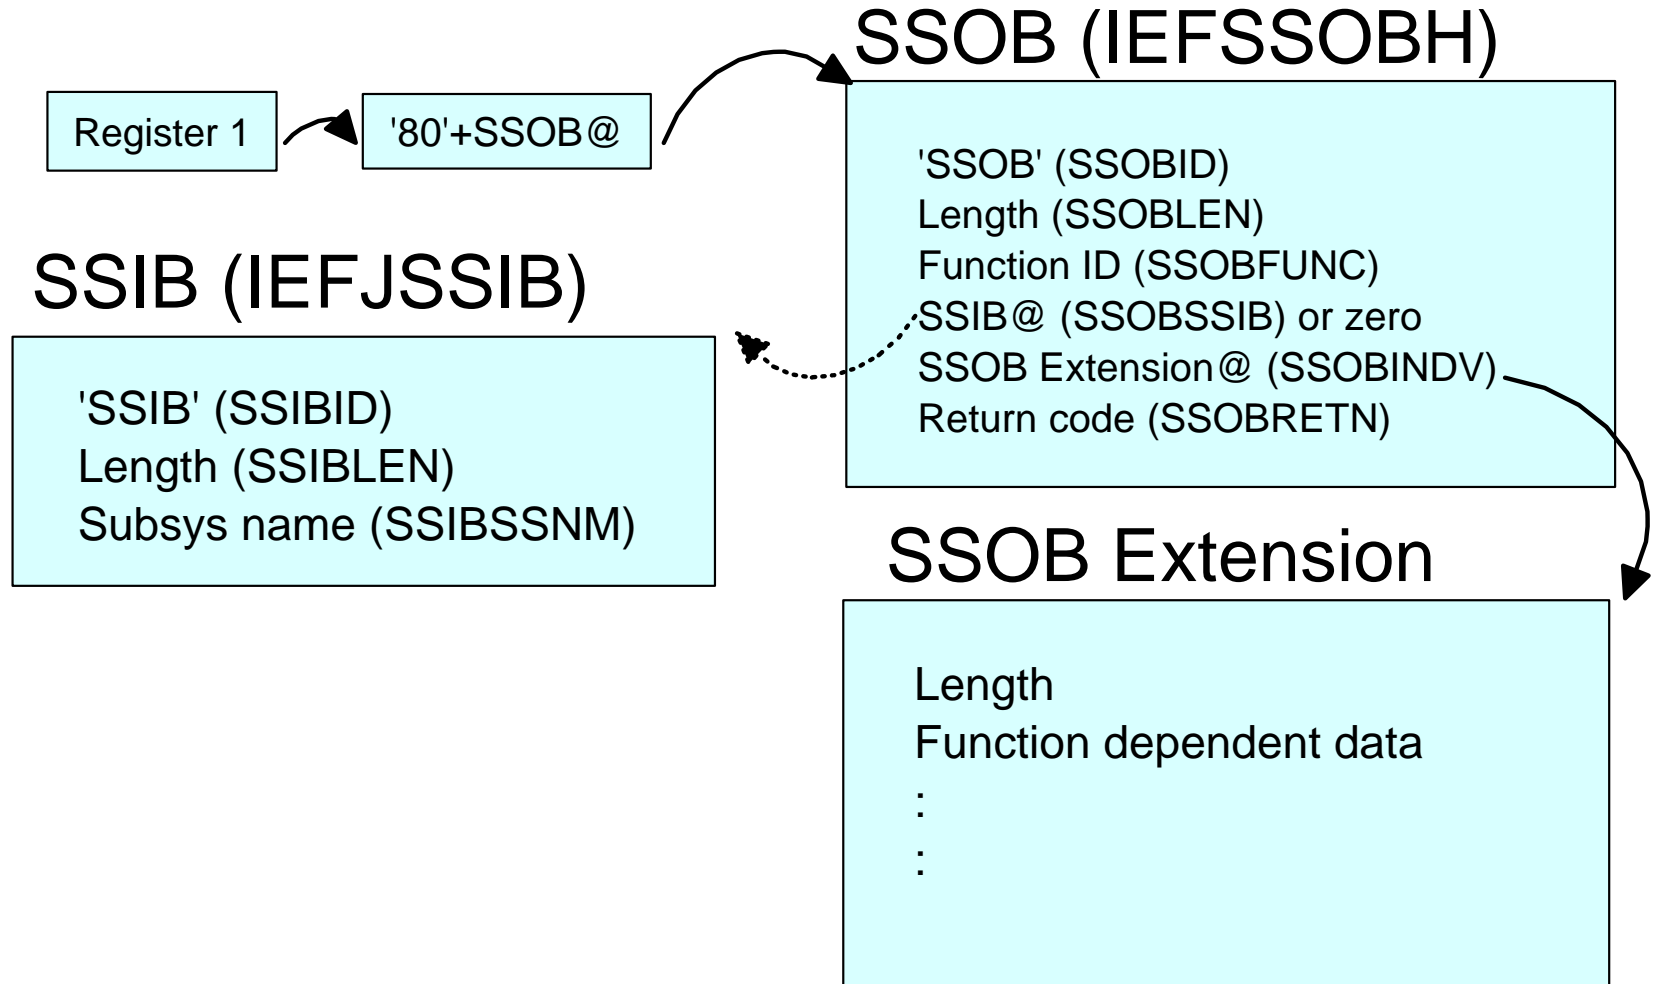 SSOB (IEFSSOBH)
Register 1
'80'+SSOB@
'SSOB' (SSOBID)
Length (SSOBLEN)
Function ID (SSOBFUNC)
SSIB@ (SSOBSSIB) or zero
SSOB Extension@ (SSOBINDV)
Return code (SSOBRETN)
SSIB (IEFJSSIB)
'SSIB' (SSIBID)
Length (SSIBLEN)
Subsys name (SSIBSSNM)
SSOB Extension
Length
Function dependent data
:
: